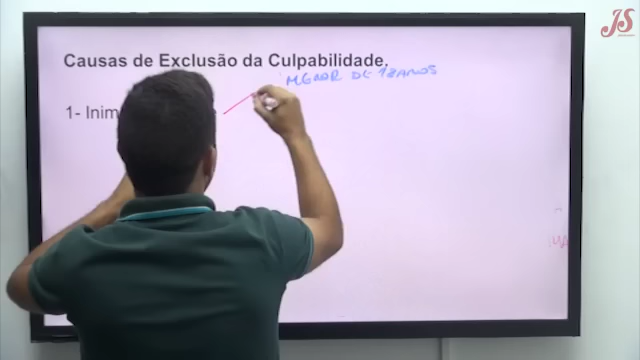 JS
Causas de Exclusão da Culpabilidade.
MENOR DE 18 ANOS
1- Inim